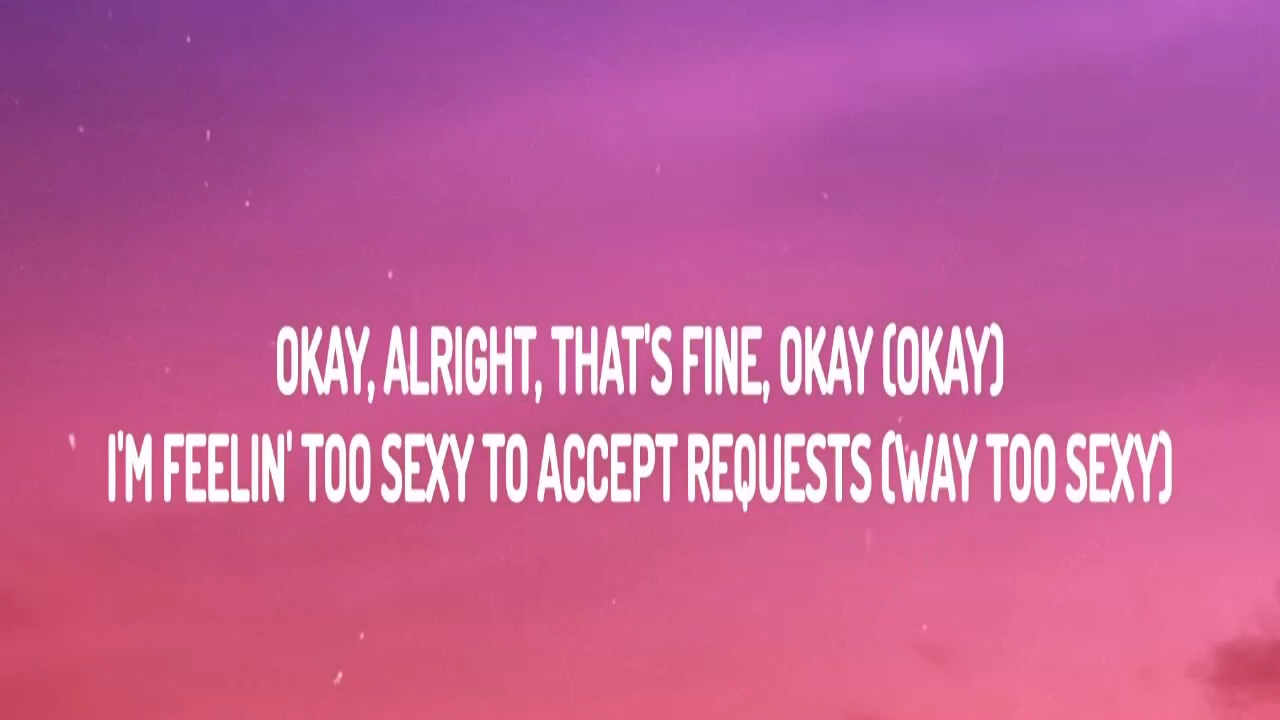 OKAY, ALRIGHT, THAT'S FINE, OKAY (OKAY)
I'M FEELIN' TOO SEXY TO ACCEPT REQUESTS (WAY TOO SEXY)